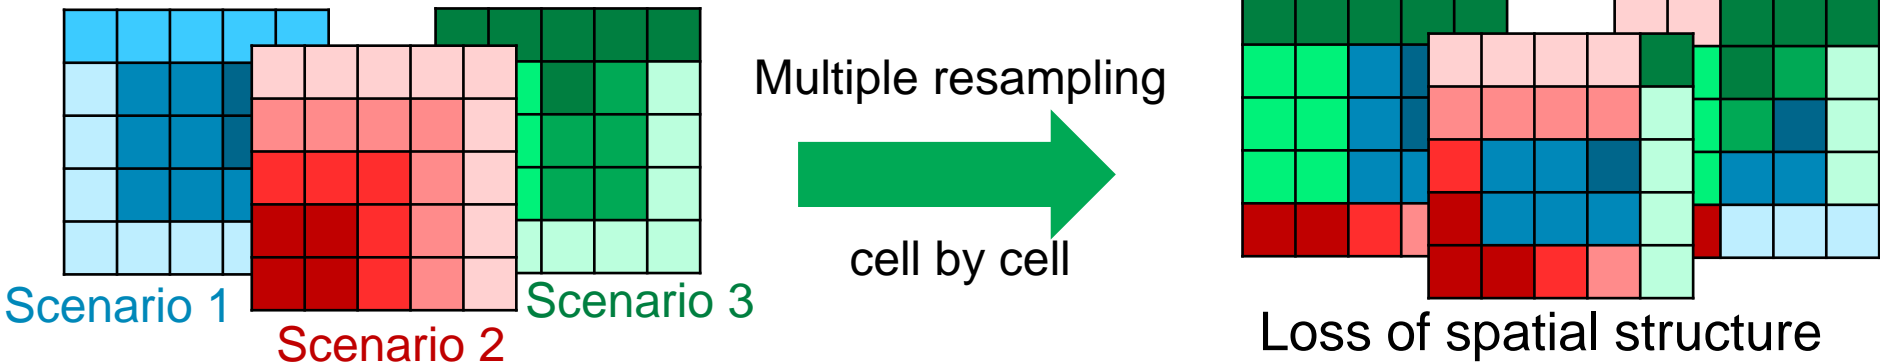 Scenario 1
Scenario 2
Scenario 3
Multiple resampling
cell by cell
Loss of spatial structure